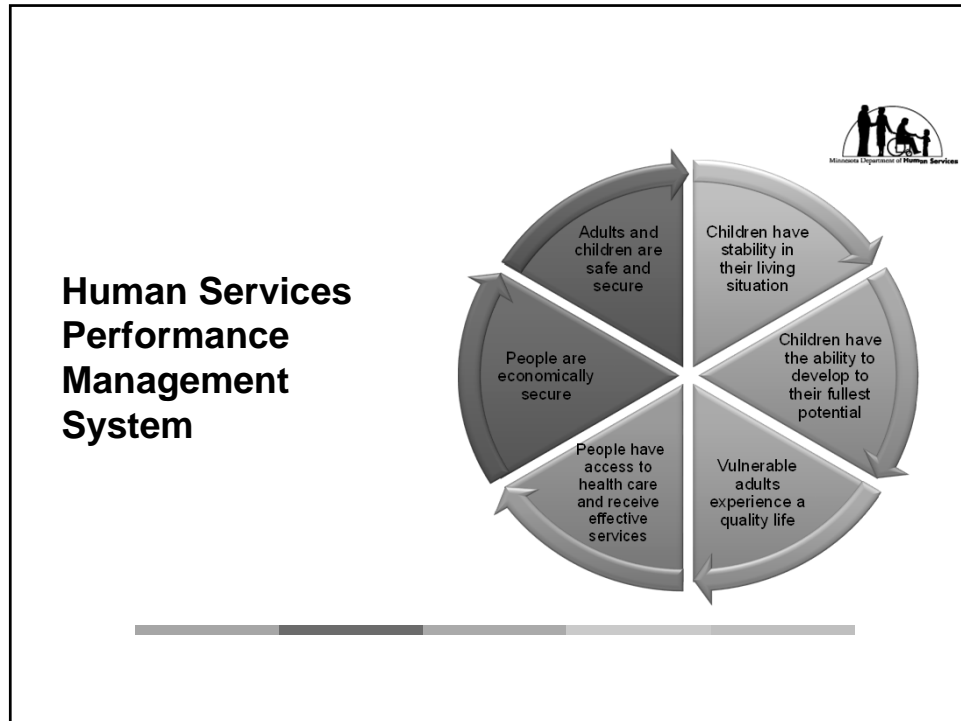 Minnesota Department of Human Services
Human Services
Performance
Management
System
Adults and
children are
safe and
secure
Children have
stability in
their living
situation
Children have
the ability to
develop to
their fullest
potential
Vulnerable
adults
experience a
quality life
People have
access to
health care
and receive
effective
services
People are
economically
secure